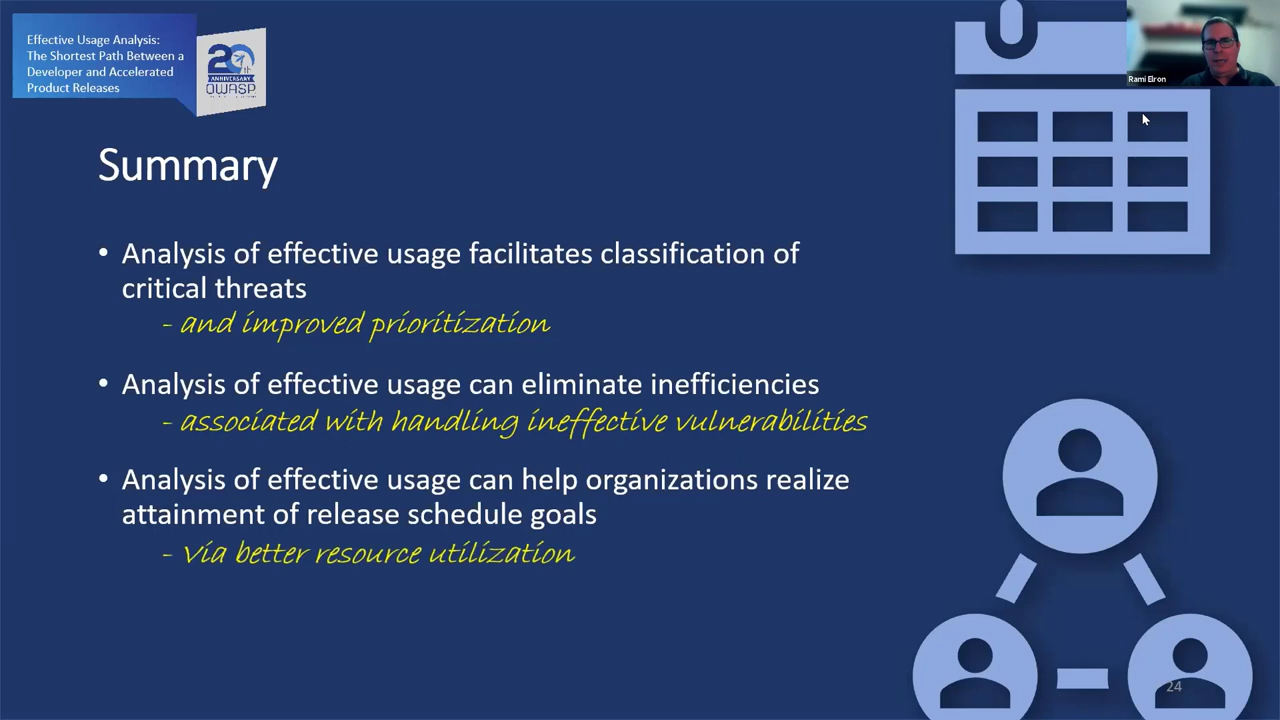 Effective Usage Analysis:
The Shortest Path Between a
Developer and Accelerated
Product Releases
20th
ANNIVERSARY
OWASP
Rami Elron
Summary
• Analysis of effective usage facilitates classification of
critical threats
- and improved prioritization
• Analysis of effective usage can eliminate inefficiencies
- associated with handling ineffective vulnerabilities
• Analysis of effective usage can help organizations realize
attainment of release schedule goals
- Via better resource utilization
24